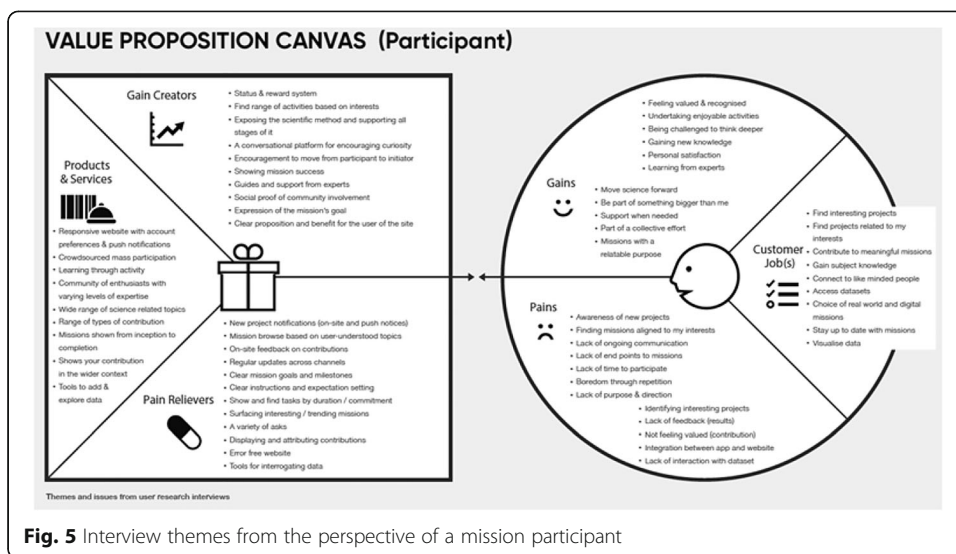 VALUE PROPOSITION CANVAS (Participant)
Gain Creators
• Status & reward system
• Find range of activities based on interests
• Exposing the scientific method and supporting all
stages of it
• A conversational platform for encouraging curiosity
• Encouragement to move from participant to initiator
• Showing mission success
• Guides and support from experts
• Social proof of community involvement
• Expression of the mission's goal
• Clear proposition and benefit for the user of the site
Products
& Services
• Responsive website with account
preferences & push notifications
• Crowdsourced mass participation
• Learning through activity
• Community of enthusiasts with
varying levels of expertise
• Wide range of science related topics
• Range of types of contribution
• Missions shown from inception to
completion
• Shows your contribution
in the wider context
• Tools to add &
explore data
Pain Relievers
• New project notifications (on-site and push notices)
• Mission browse based on user-understood topics
• On-site feedback on contributions
• Regular updates across channels
• Clear mission goals and milestones
• Clear instructions and expectation setting
• Show and find tasks by duration / commitment
• Surfacing interesting / trending missions
• A variety of asks
• Displaying and attributing contributions
• Error free website
• Tools for interrogating data
Gains
• Feeling valued & recognised
• Undertaking enjoyable activities
• Being challenged to think deeper
• Gaining new knowledge
• Personal satisfaction
• Learning from experts
• Move science forward
• Be part of something bigger than me
• Support when needed
• Part of a collective effort
• Missions with a
relatable purpose
Customer
Job(s)
• Find interesting projects
• Find projects related to my
interests
• Contribute to meaningful missions
• Gain subject knowledge
• Connect to like minded people
• Access datasets
• Choice of real world and digital
missions
• Stay up to date with missions
• Visualise data
Pains
• Awareness of new projects
• Finding missions aligned to my interests
• Lack of ongoing communication
• Lack of end points to missions
• Lack of time to participate
• Boredom through repetition
• Lack of purpose & direction
• Identifying interesting projects
• Lack of feedback (results)
• Not feeling valued (contribution)
• Integration between app and website
• Lack of interaction with dataset
Themes and issues from user research interviews
Fig. 5 Interview themes from the perspective of a mission participant